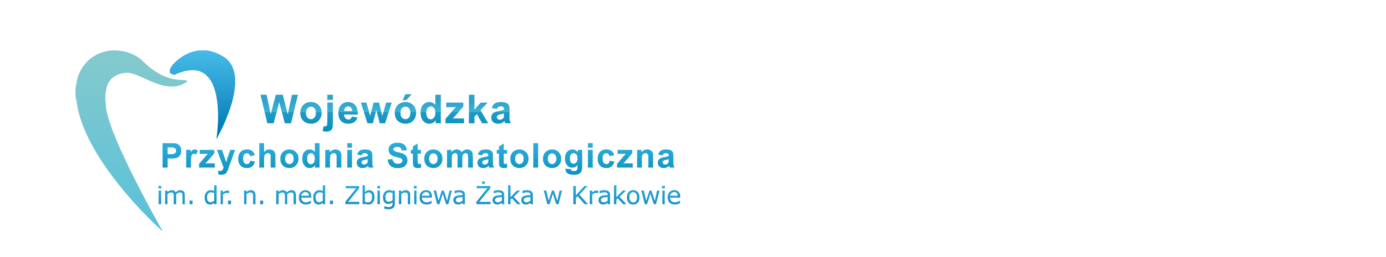 Wojewódzka
Przychodnia Stomatologiczna
im. dr. n. med. Zbigniewa Żaka w Krakowie